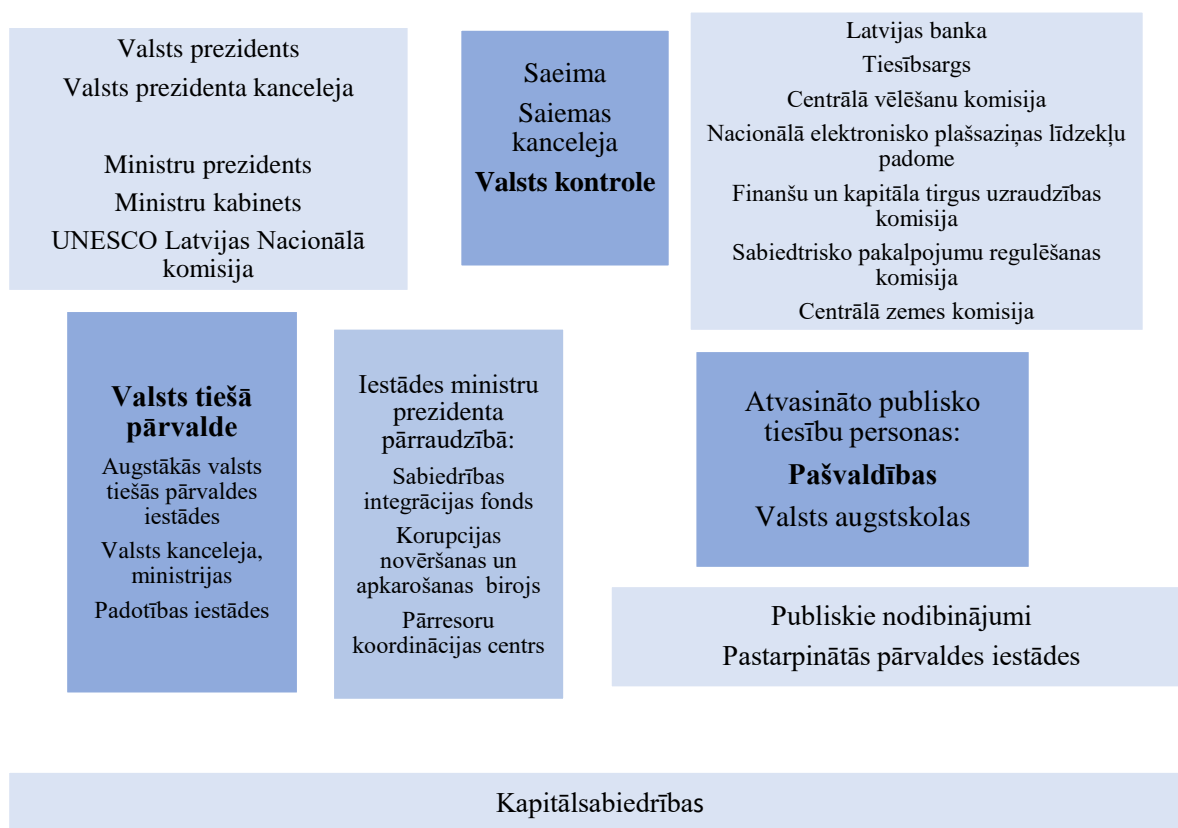 Valsts prezidents
Valsts prezidenta kanceleja
Ministru prezidents
Ministru kabinets
UNESCO Latvijas Nacionālā
komisija
Saeima
Saiemas
kanceleja
Valsts kontrole
Latvijas banka
Tiesībsargs
Centrālā vēlēšanu komisija
Nacionālā elektronisko plašsaziņas līdzekļu
padome
Finanšu un kapitāla tirgus uzraudzības
komisija
Sabiedtrisko pakalpojumu regulēšanas
komisija
Centrālā zemes komisija
Valsts tiešā
pārvalde
Augstākās valsts
tiešās pārvaldes
iestādes
Valsts kanceleja,
ministrijas
Padotības iestādes
Iestādes ministru
prezidenta
pārraudzībā:
Sabiedrības
integrācijas fonds
Korupcijas
novēršanas un
apkarošanas birojs
Pārresoru
koordinācijas centrs
Atvasināto publisko
tiesību personas:
Pašvaldības
Valsts augstskolas
Publiskie nodibinājumi
Pastarpinātās pārvaldes iestādes
Kapitālsabiedrības